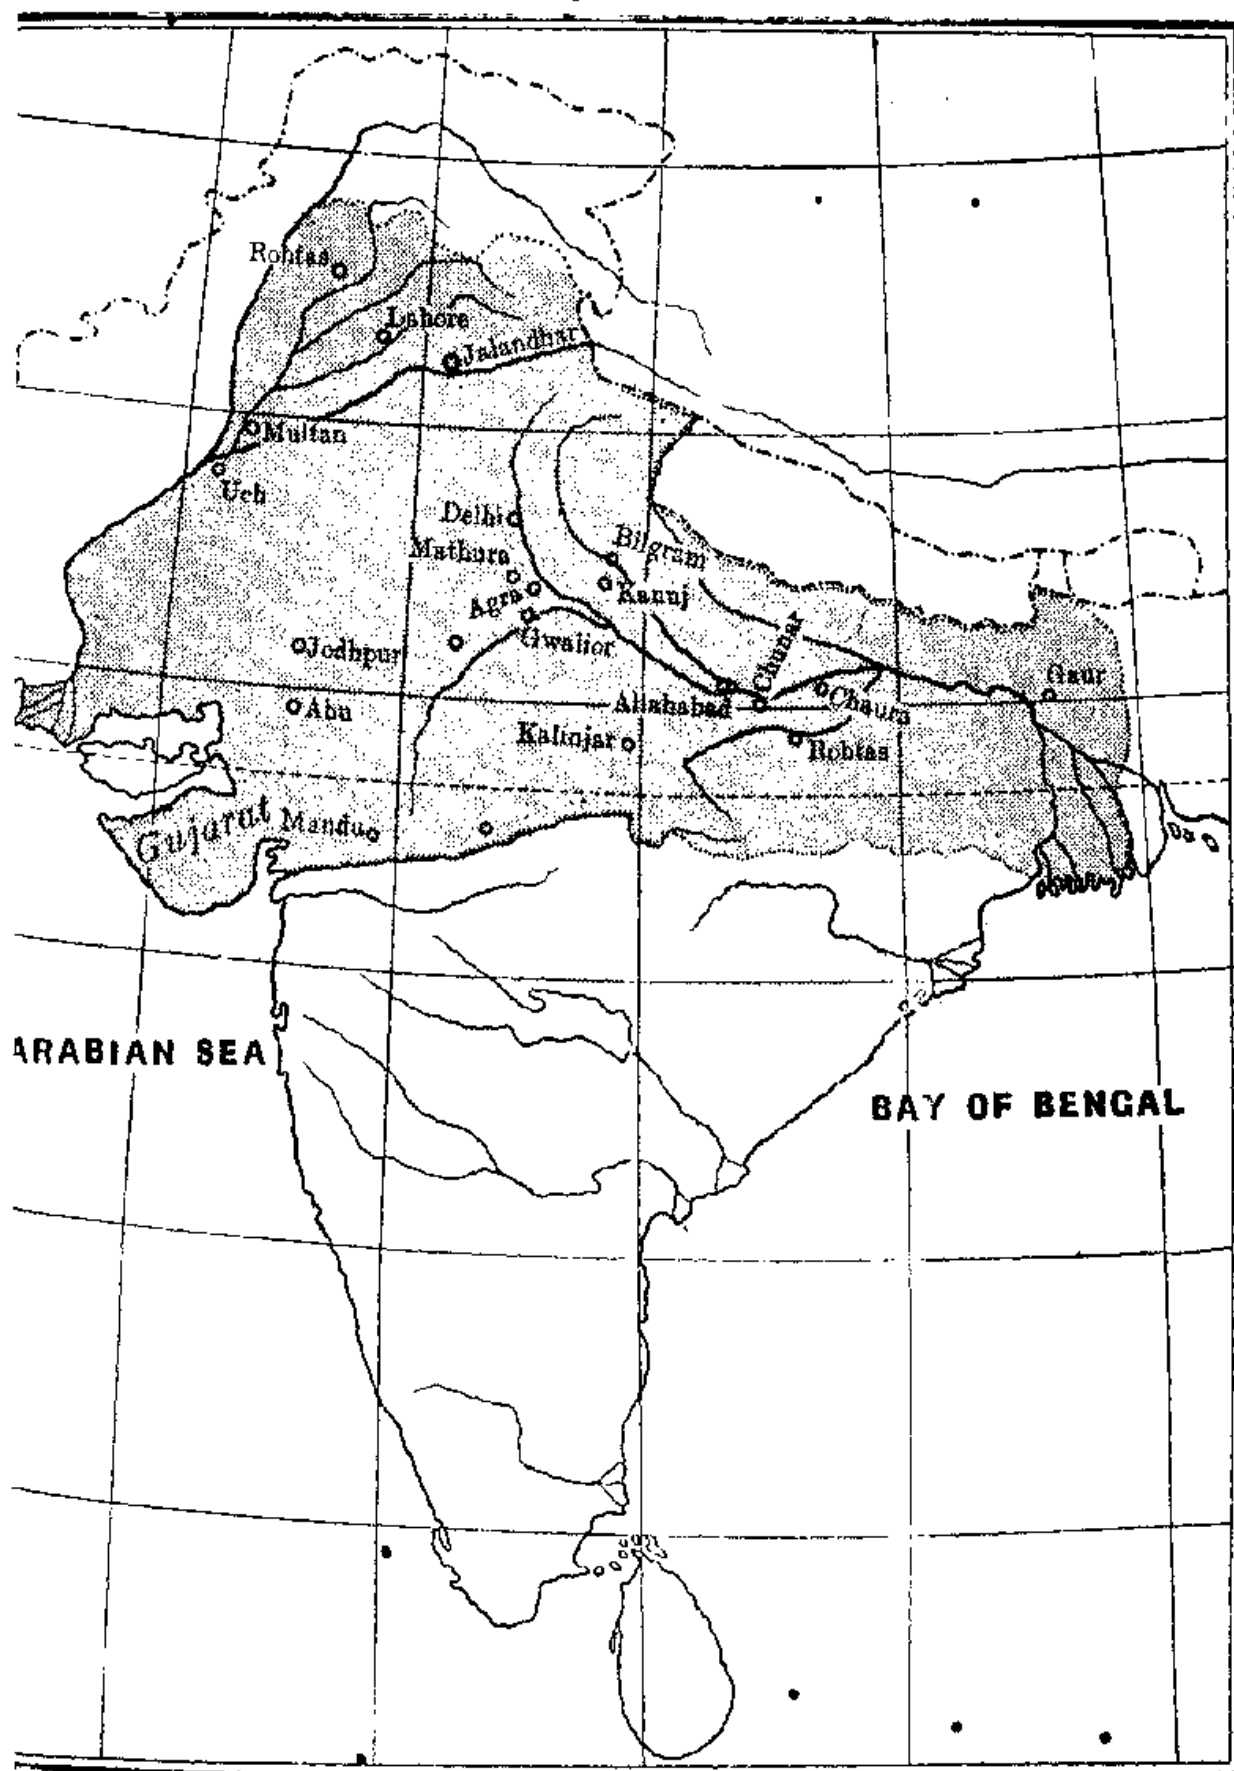 Rohtas
Lahore
Jalandhar
Multan
Uch
Delhi
Mathura
Bilgram
Agra
Kanuj
Gwalior
Jodhpur
Chunar
Gaur
Allahabad
Chaura
Abu
Kalinjar
Rohtas
Gujarat
Mandu
ARABIAN SEA
BAY OF BENGAL